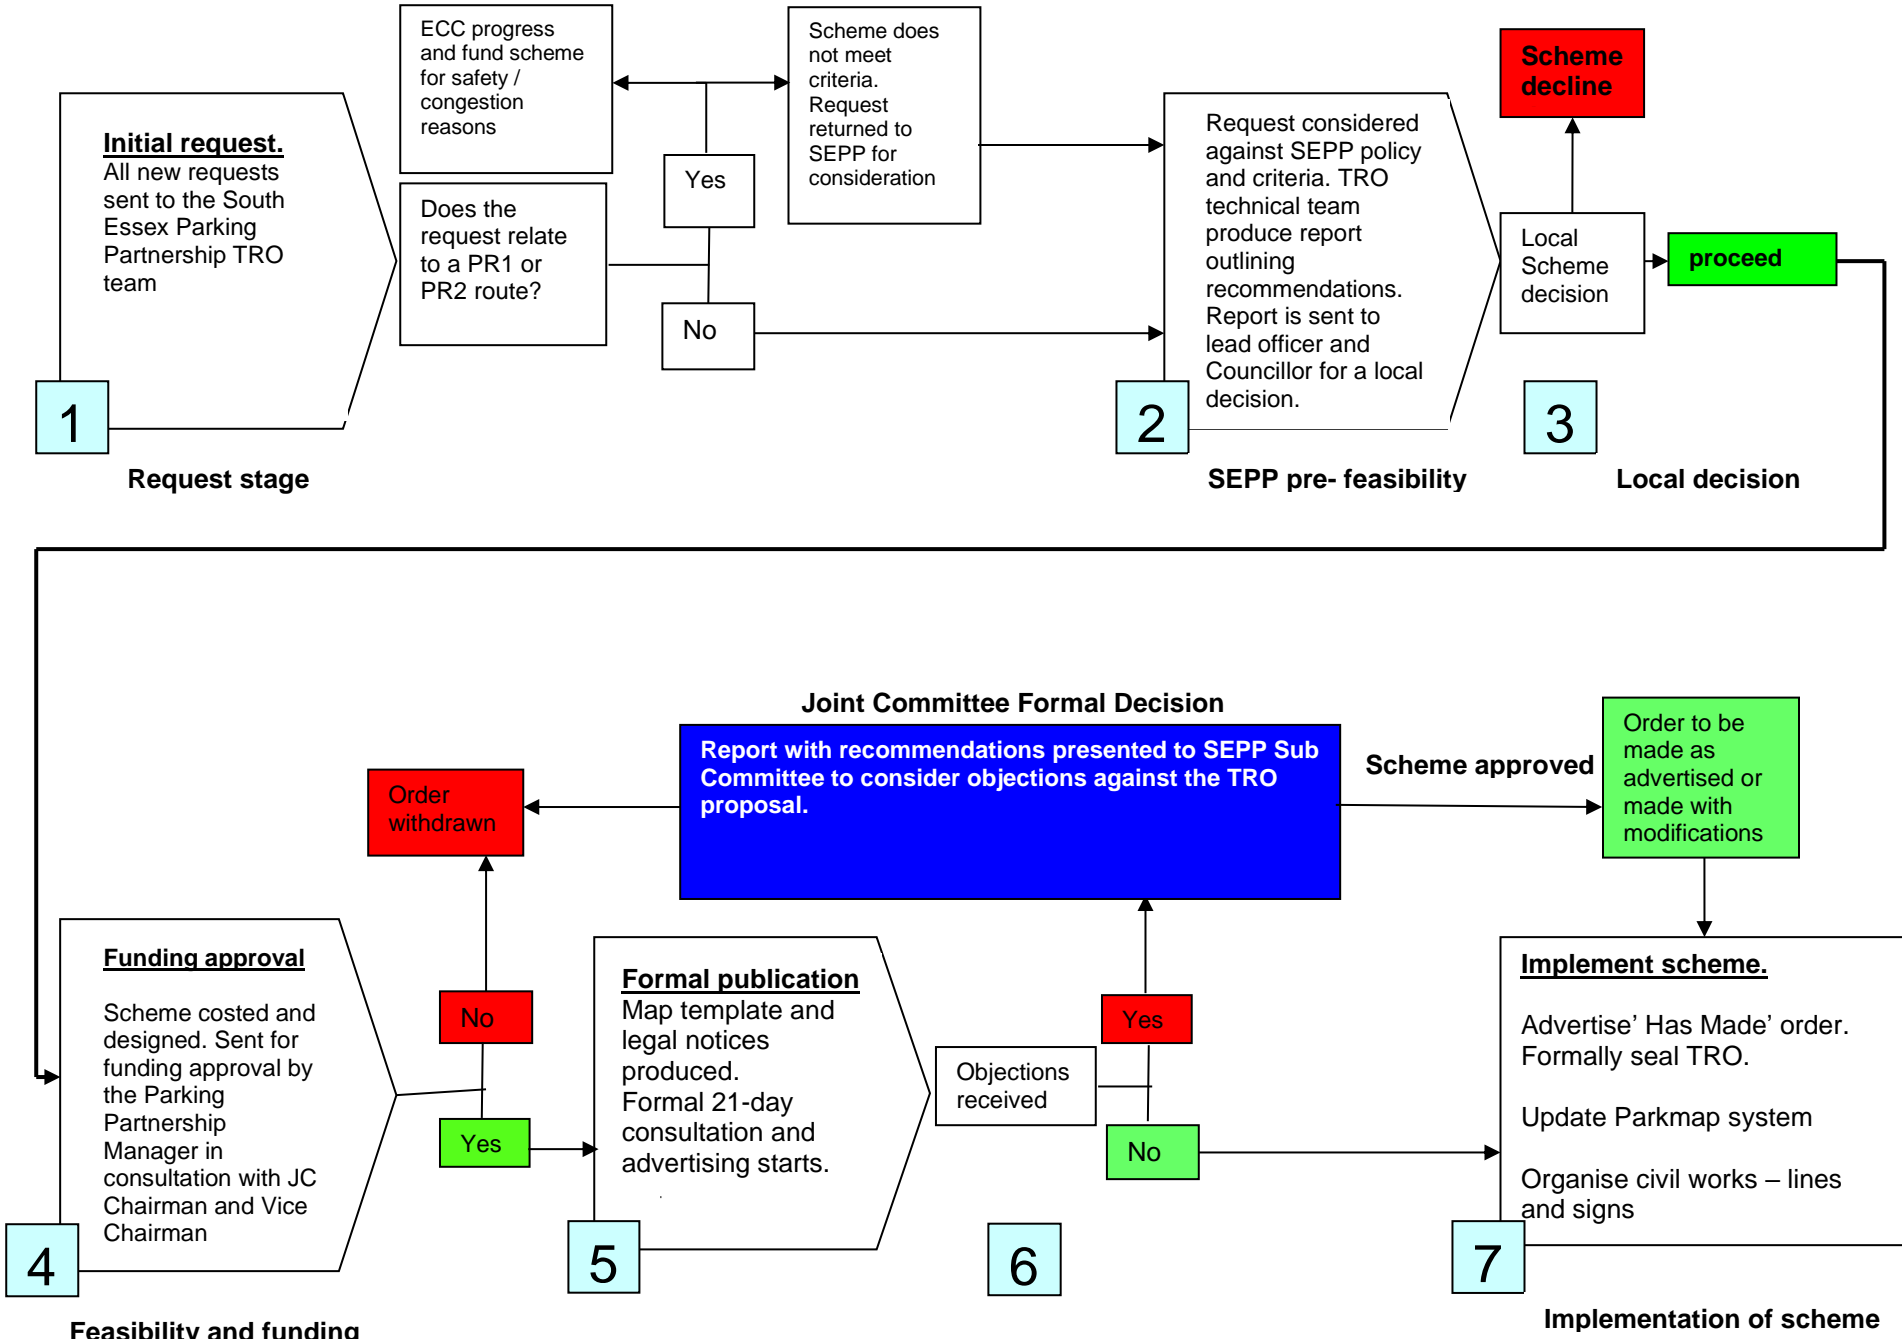 Initial request.
All new requests
sent to the South
Essex Parking
Partnership TRO
team
1
Request stage
ECC progress
and fund scheme
for safety /
congestion
reasons
Does the
request relate
to a PR1 or
PR2 route?
Yes
No
Scheme does
not meet
criteria.
Request
returned to
SEPP for
consideration
Request considered
against SEPP policy
and criteria. TRO
technical team
produce report
outlining
recommendations.
Report is sent to
lead officer and
Councillor for a local
decision.
2
SEPP pre- feasibility
Scheme
decline
Local
Scheme
decision
proceed
3
Local decision
Joint Committee Formal Decision
Report with recommendations presented to SEPP Sub
Committee to consider objections against the TRO
proposal.
Scheme approved
Order to be
made as
advertised or
made with
modifications
Order
withdrawn
Funding approval
Scheme costed and
designed. Sent for
funding approval by
the Parking
Partnership
Manager in
consultation with JC
Chairman and Vice
Chairman
4
Feasibility and funding
No
Yes
Formal publication
Map template and
legal notices
produced.
Formal 21-day
consultation and
advertising starts.
.
5
Objections
received
Yes
No
6
Implement scheme.
Advertise’ Has Made’ order.
Formally seal TRO.
Update Parkmap system
Organise civil works – lines
and signs
7
Implementation of scheme